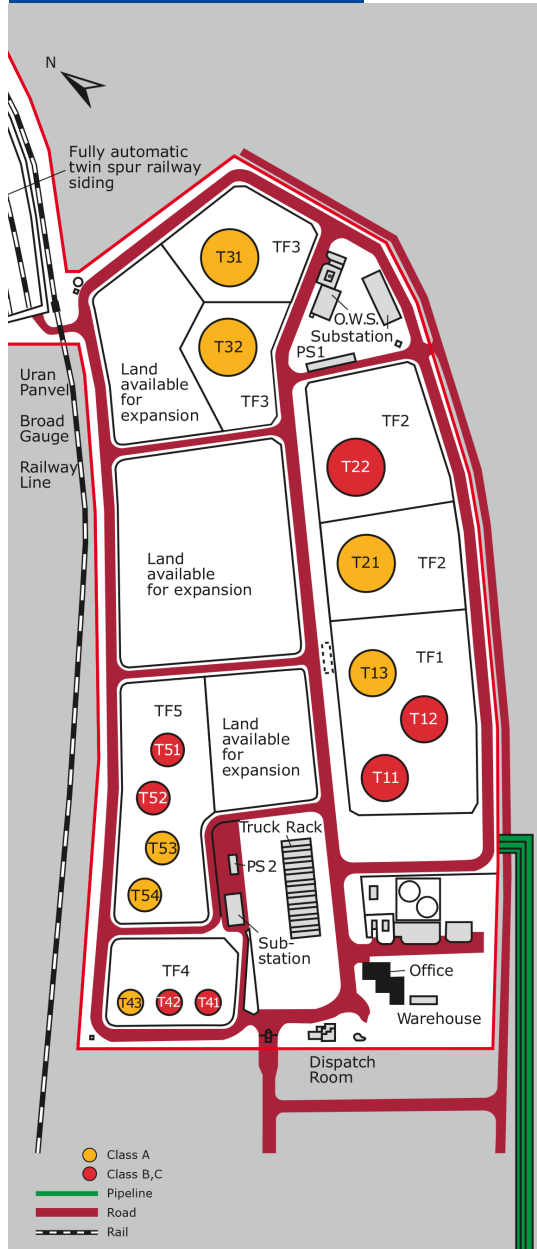 N
Fully automatic
twin spur railway
siding
T31
TF3
O.W.S.
Substation
T32
PS1
Land
available
for
expansion
TF3
Uran
Panvel
Broad
Gauge
Railway
Line
TF2
T22
T21
TF2
Land
available
for expansion
TF1
T13
TF5
T12
Land
available
for
expansion
T51
T11
T52
Truck Rack
T53
PS 2
T54
Sub-
station
TF4
Office
T43
T42
T41
Warehouse
Dispatch
Room
Class A
Class B,C
Pipeline
Road
Rail